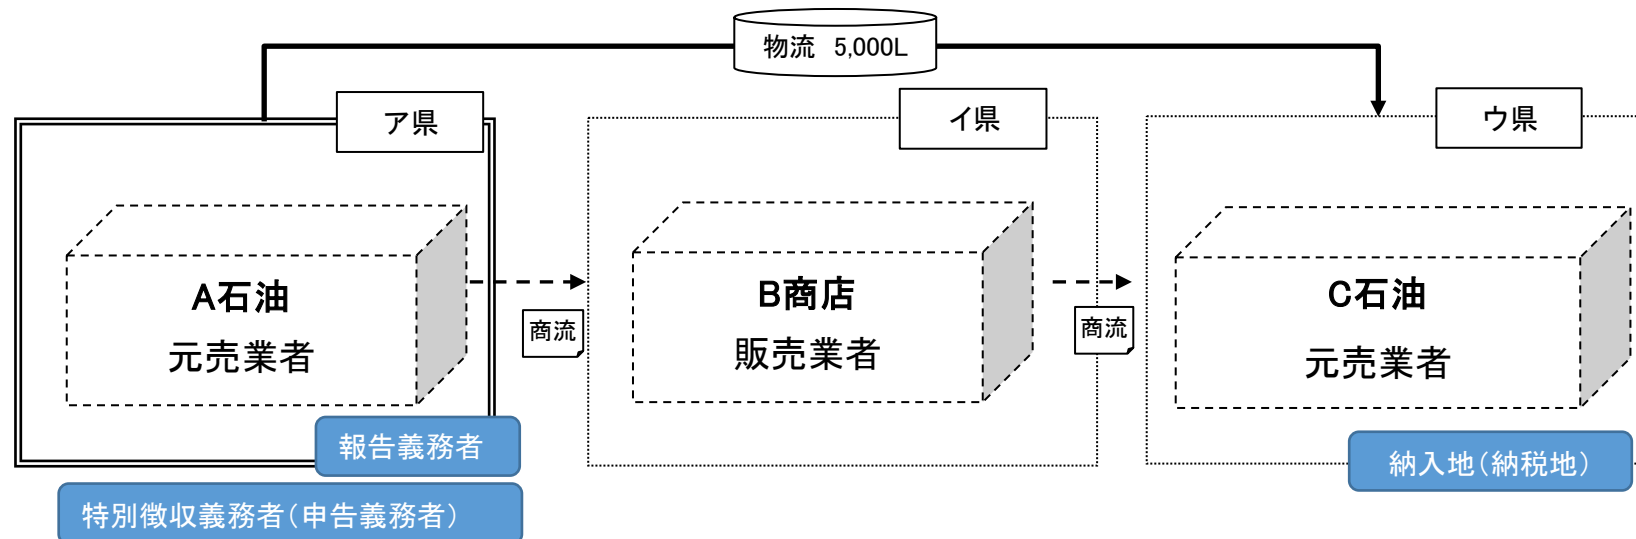 物流 5,000L
ア県
イ県
ウ県
A石油
元売業者
商流
B商店
販売業者
商流
C石油
元売業者
報告義務者
特別徴収義務者(申告義務者)
納入地(納税地)